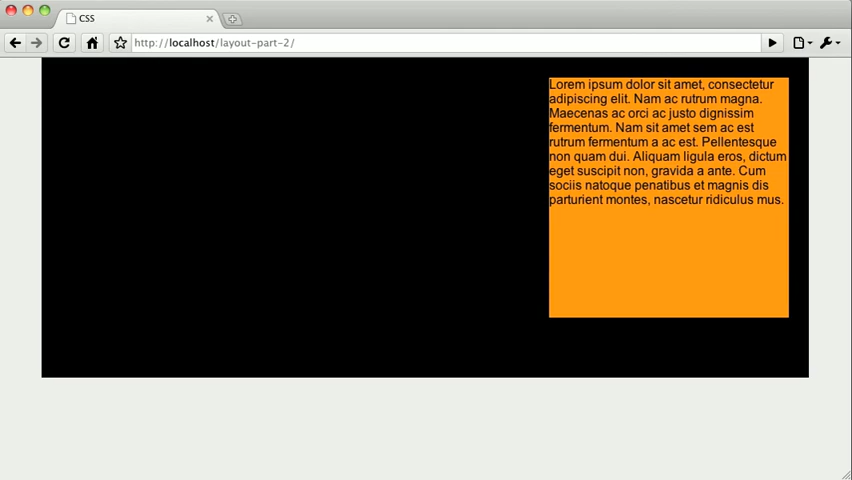 CSS
http://localhost/layout-part-2/
Lorem ipsum dolor sit amet, consectetur
adipiscing elit. Nam ac rutrum magna.
Maecenas ac orci ac justo dignissim
fermentum. Nam sit amet sem ac est
rutrum fermentum a ac est. Pellentesque
non quam dui. Aliquam ligula eros, dictum
eget suscipit non, gravida a ante. Cum
sociis natoque penatibus et magnis dis
parturient montes, nascetur ridiculus mus.